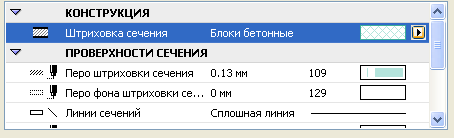 КОНСТРУКЦИЯ
Штриховка сечения Блоки бетонные
ПРОВЕРХНОСТИ СЕЧЕНИЯ
Перо штриховки сечения 0.13 мм 109
Перо фона штриховки се... 0 мм 129
Линии сечений Сплошная линия